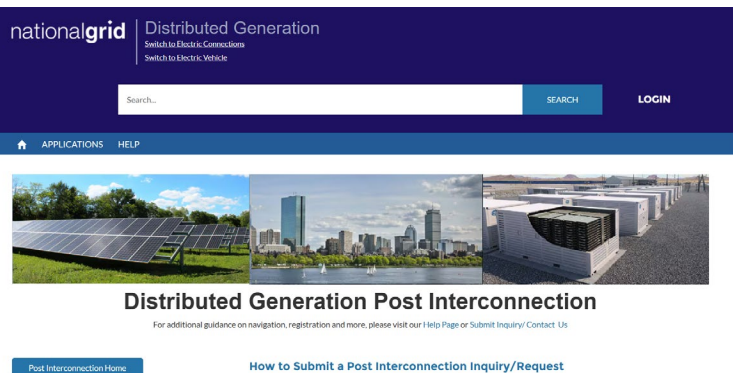 nationalgrid
Distributed Generation
Switch to Electric Connections
Switch to Electric Vehicle
Search...
SEARCH
LOGIN
APPLICATIONS HELP
Distributed Generation Post Interconnection
For additional guidance on navigation, registration and more, please visit our Help Page or Submit Inquiry/ Contact Us
Post Interconnection Home
How to Submit a Post Interconnection Inquiry/Request